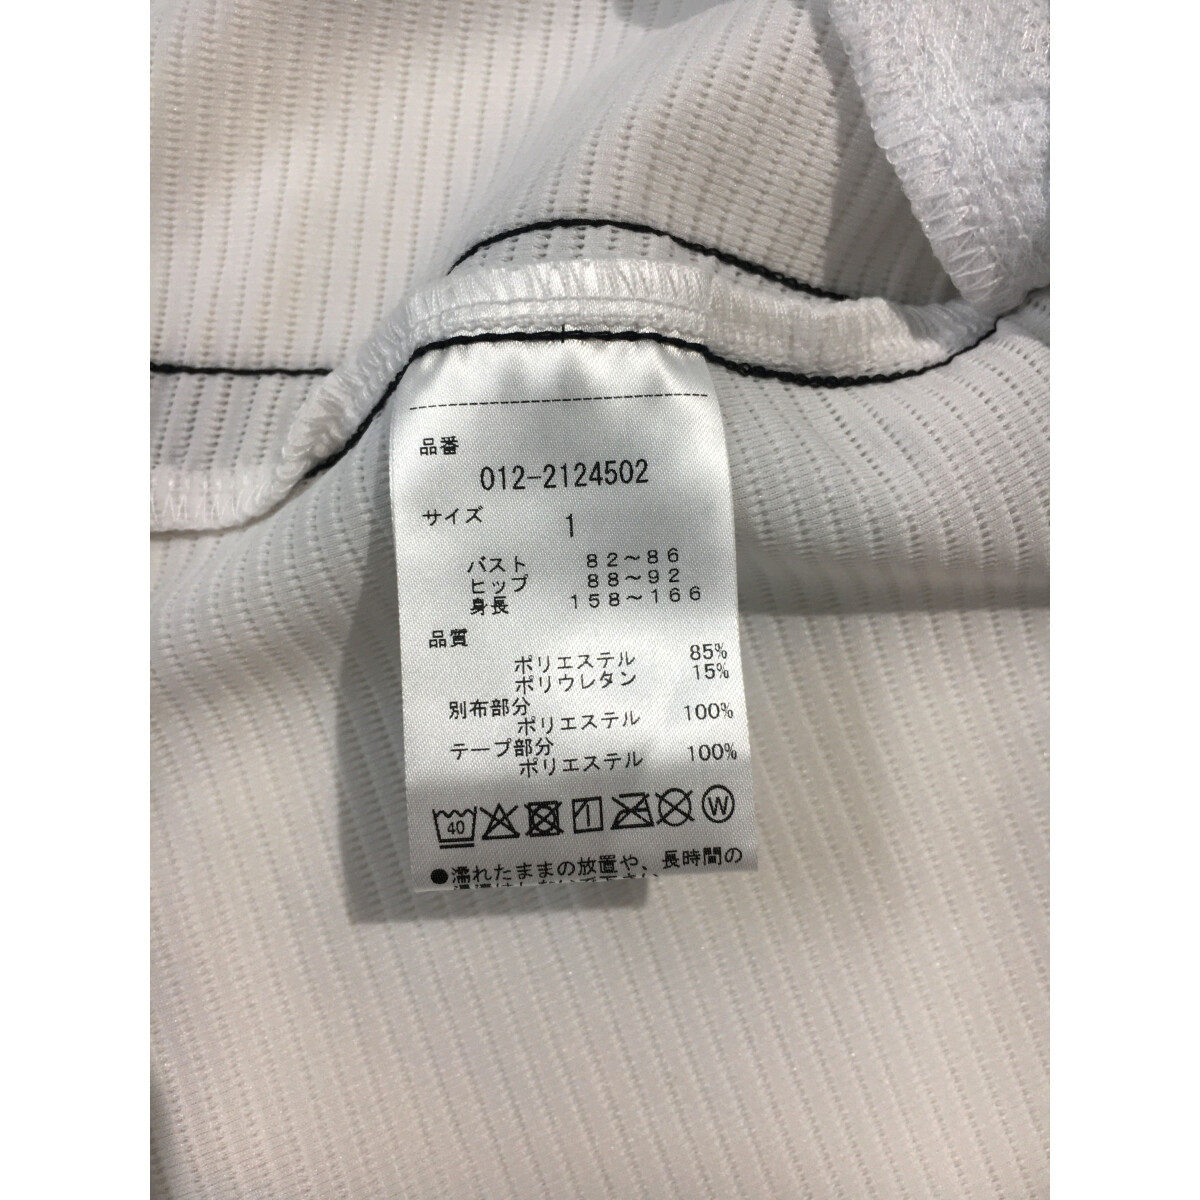 品番
012-2124502
サイズ
1
バスト 82～86
ヒップ 88～92
身長 158～166
品質
ポリエステル 85%
ポリウレタン 15%
別布部分
ポリエステル 100%
テープ部分
ポリエステル 100%
40 1 W
●濡れたままの放置や、長時間の